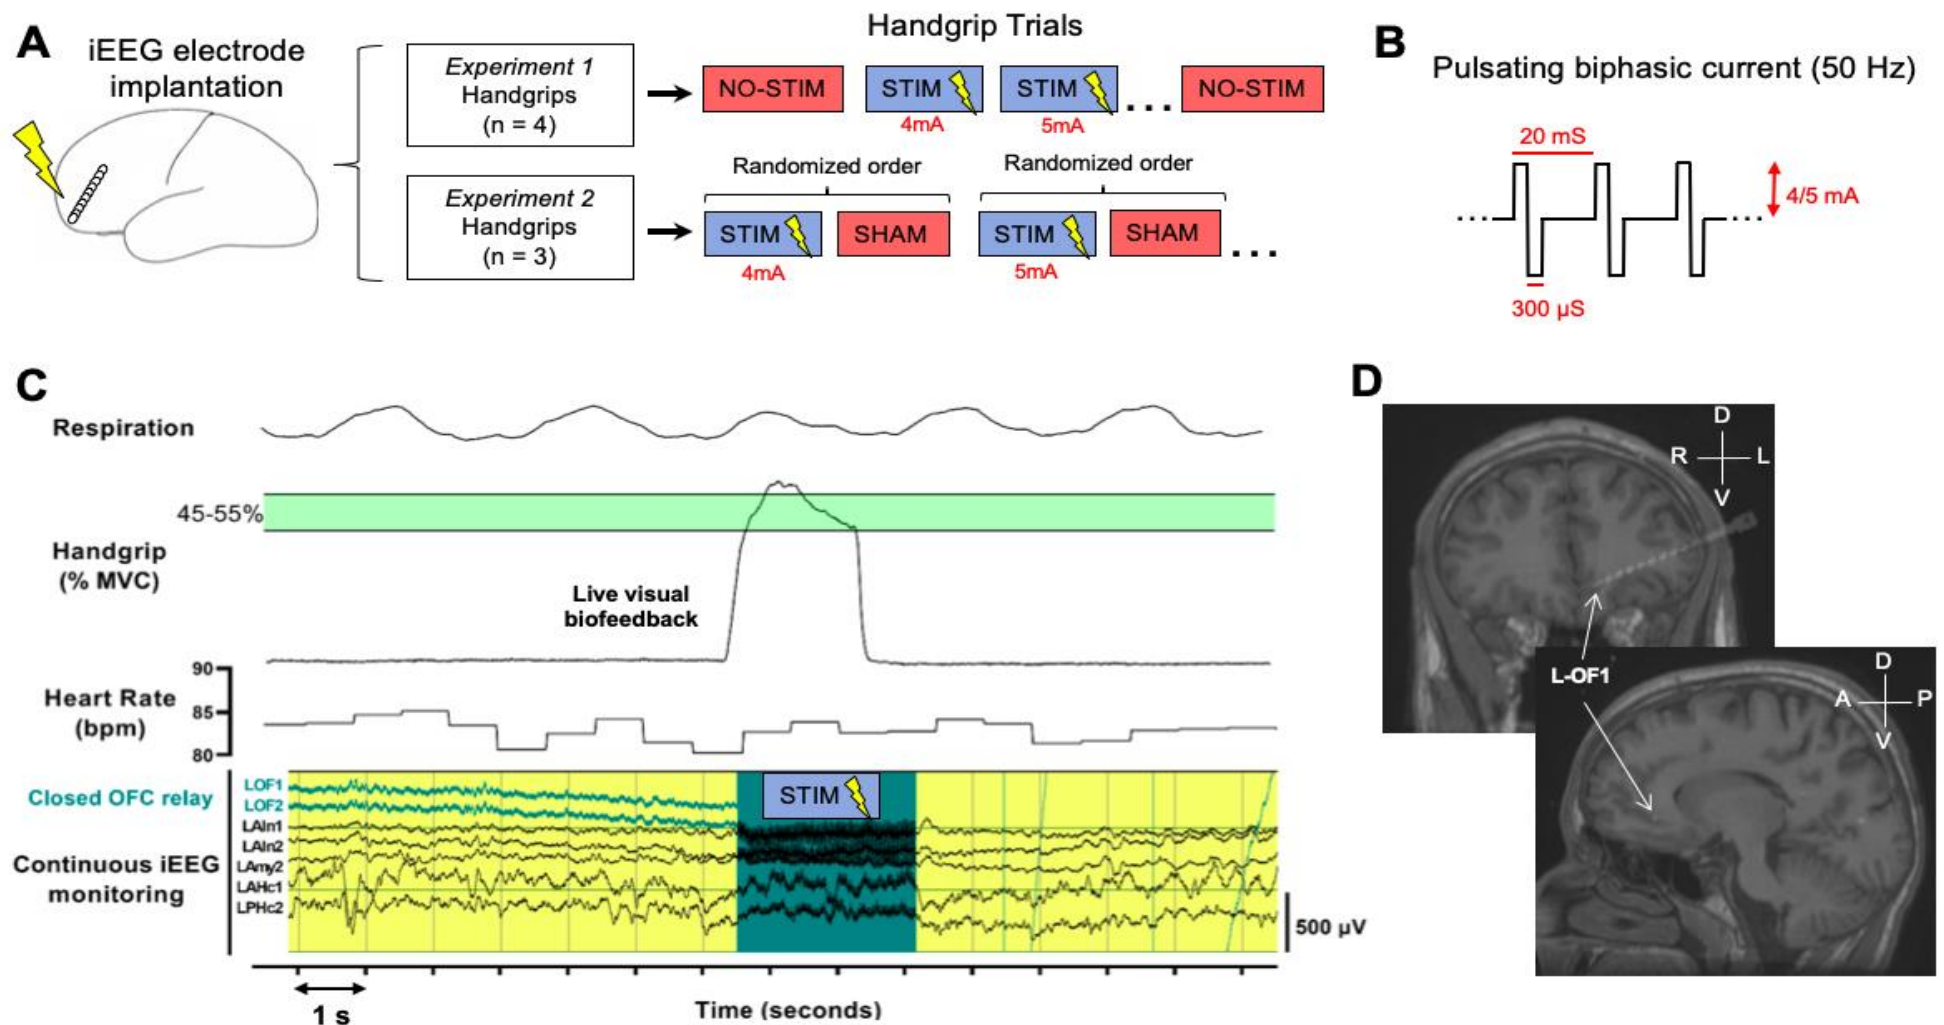 A
iEEG electrode
implantation
Experiment 1
Handgrips
(n = 4)
Experiment 2
Handgrips
(n = 3)
Handgrip Trials
NO-STIM
STIM
STIM
...
NO-STIM
4mA
5mA
Randomized order
Randomized order
STIM
SHAM
STIM
SHAM
...
4mA
5mA
B
Pulsating biphasic current (50 Hz)
20 mS
4/5 mA
...
...
300 µS
C
Respiration
45-55%
Handgrip
(% MVC)
Live visual
biofeedback
Heart Rate
(bpm)
90
85
80
Closed OFC relay
Continuous iEEG
monitoring
LOF1
LOF2
LAIn1
LAIn2
LAmy2
LAHc1
LPHc2
STIM
500 µV
1 s
Time (seconds)
D
D
R
L
V
L-OF1
D
A
P
V